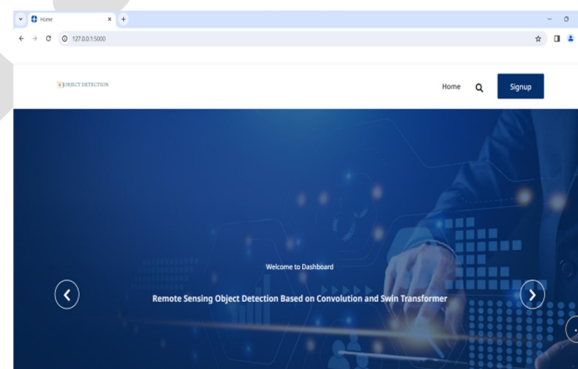 Home
127.0.0.1:5000
OBJECT DETECTION
Home
Signup
Welcome to Dashboard
Remote Sensing Object Detection Based on Convolution and Swin Transformer